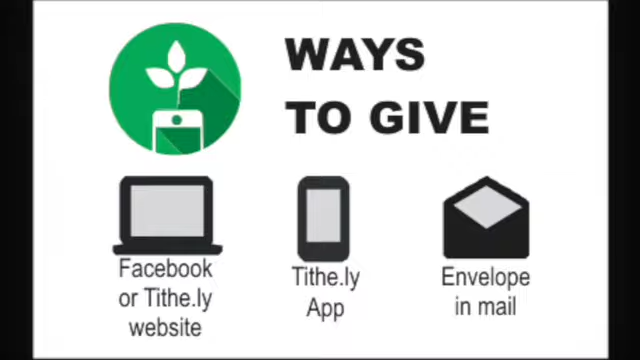 WAYS
TO GIVE
Facebook
or Tithe.ly
website
Tithe.ly
App
Envelope
in mail